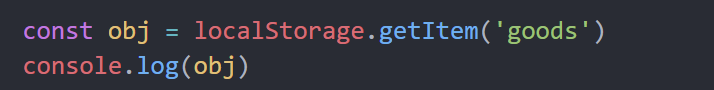 const obj = localStorage.getItem('goods')
console.log(obj)